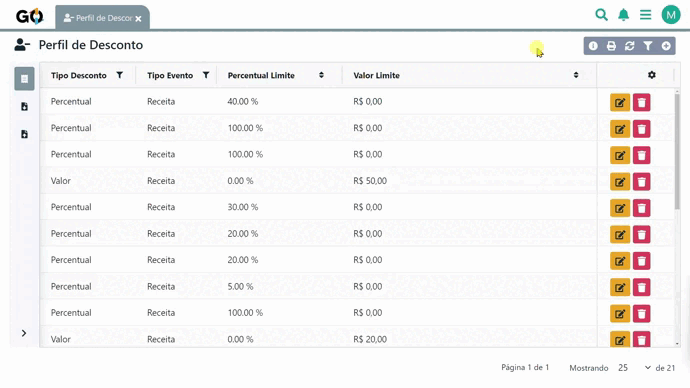 GO Perfil de Descor × M
Perfil de Desconto
Tipo Desconto Tipo Evento Percentual Limite Valor Limite
Percentual Receita 40.00 % R$ 0,00
Percentual Receita 100.00 % R$ 0,00
Percentual Receita 100.00 % R$ 0,00
Valor Receita 0.00 % R$ 50,00
Percentual Receita 30.00 % R$ 0,00
Percentual Receita 20.00 % R$ 0,00
Percentual Receita 20.00 % R$ 0,00
Percentual Receita 5.00 % R$ 0,00
Percentual Receita 100.00 % R$ 0,00
Valor Receita 0.00 % R$ 20,00
Página 1 de 1 Mostrando 25 de 21